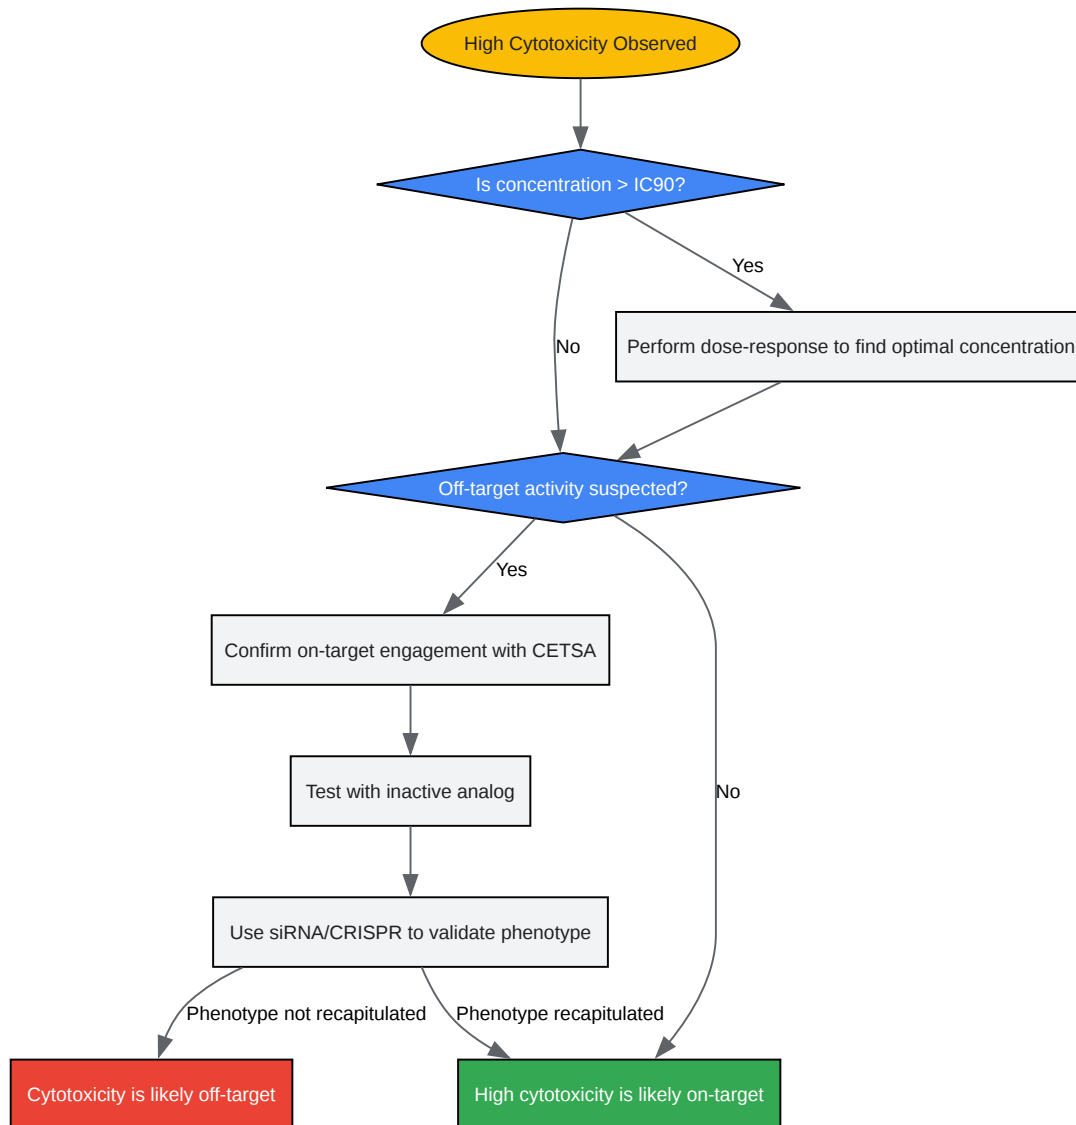 High Cytotoxicity Observed
Is concentration > IC90?
Yes
Perform dose-response to find optimal concentration
No
Off-target activity suspected?
Yes
Confirm on-target engagement with CETSA
Test with inactive analog
No
Use siRNA/CRISPR to validate phenotype
Phenotype not recapitulated
Phenotype recapitulated
Cytotoxicity is likely off-target
High cytotoxicity is likely on-target